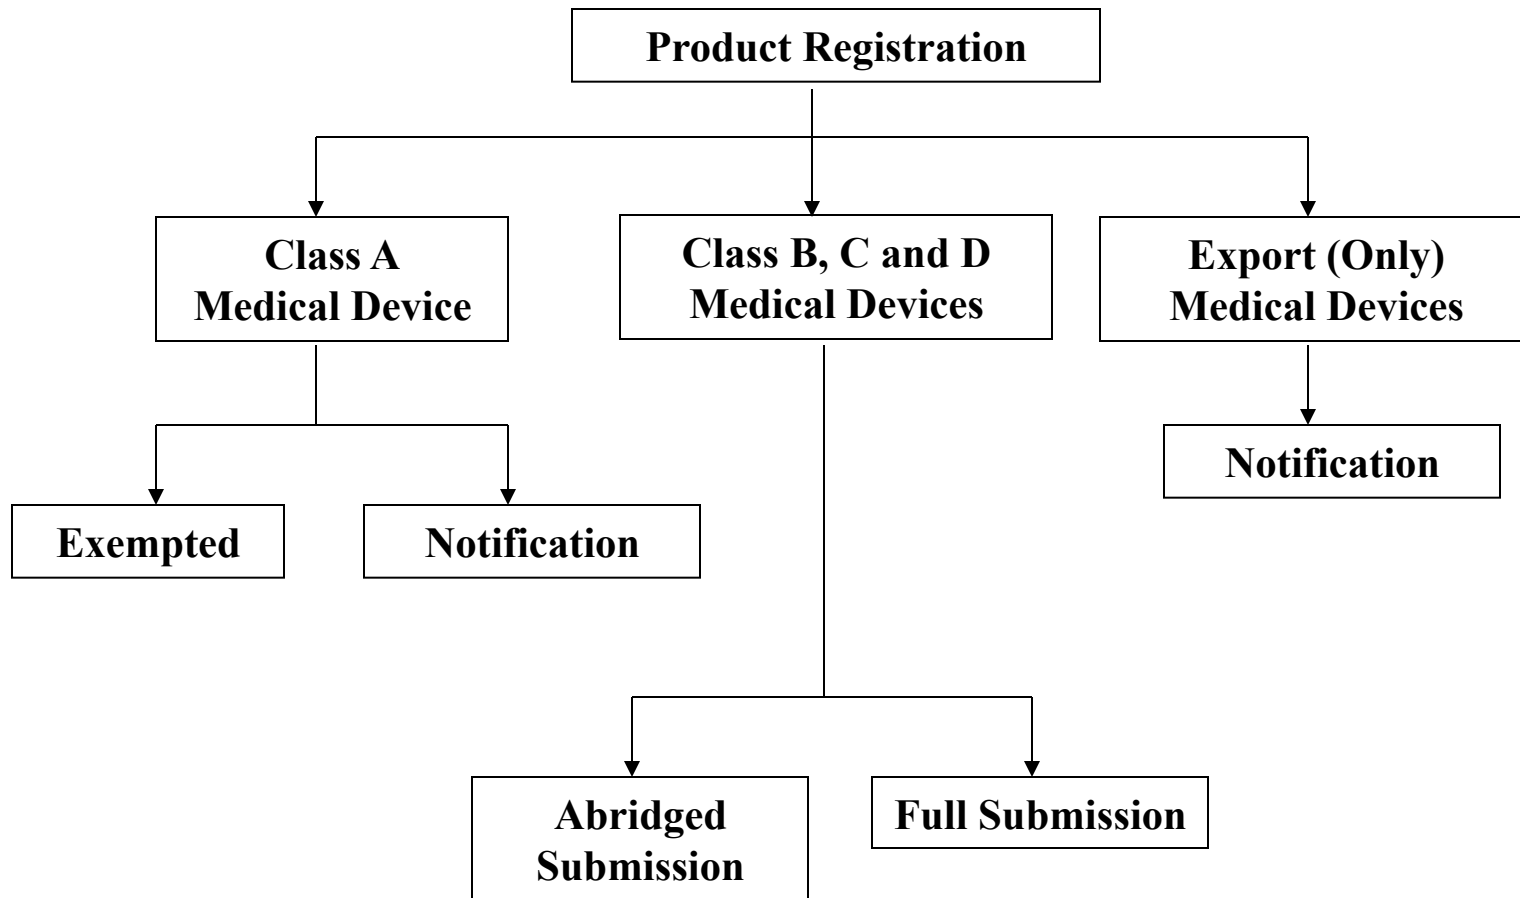 Product Registration
Class A
Medical Device
Class B, C and D
Medical Devices
Export (Only)
Medical Devices
Notification
Exempted
Notification
Abridged
Submission
Full Submission